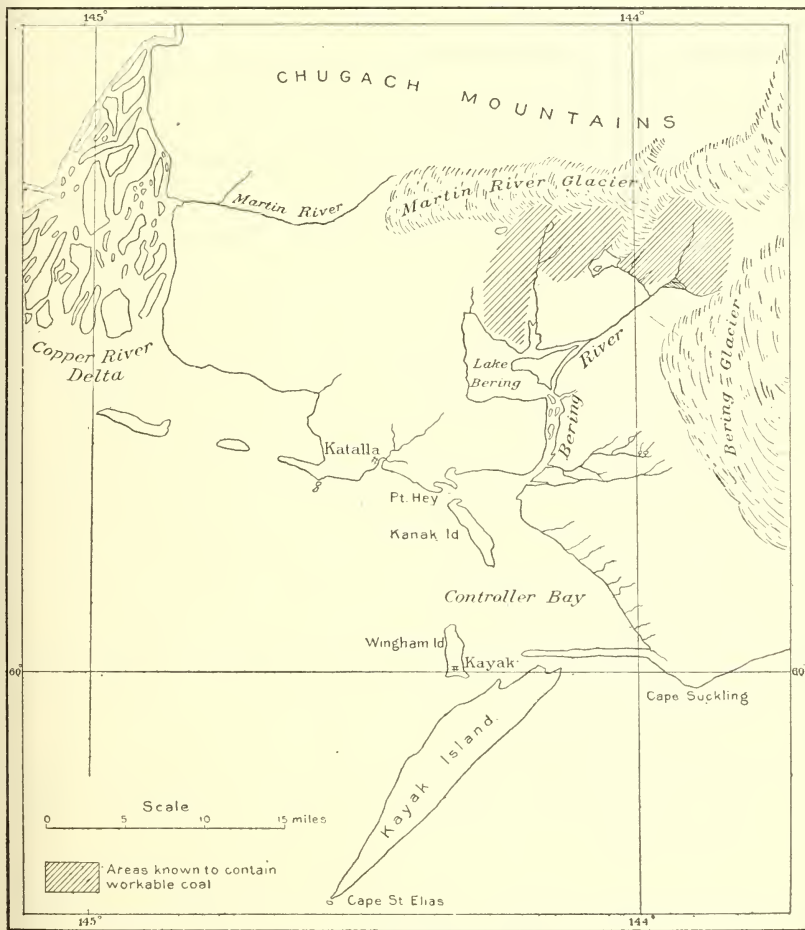 145°
144°
CHUGACH MOUNTAINS
Martin River Glacier
Martin River
Copper River
Delta
Lake
Bering
Bering River
Bering Glacier
Katalla
Pt. Hey
Kanak Id
Controller Bay
Wingham Id
Kayak
60°
60°
Cape Suckling
Kayak Island
Scale
0 5 10 15 miles
Areas known to contain
workable coal
Cape St Elias
145°
144°